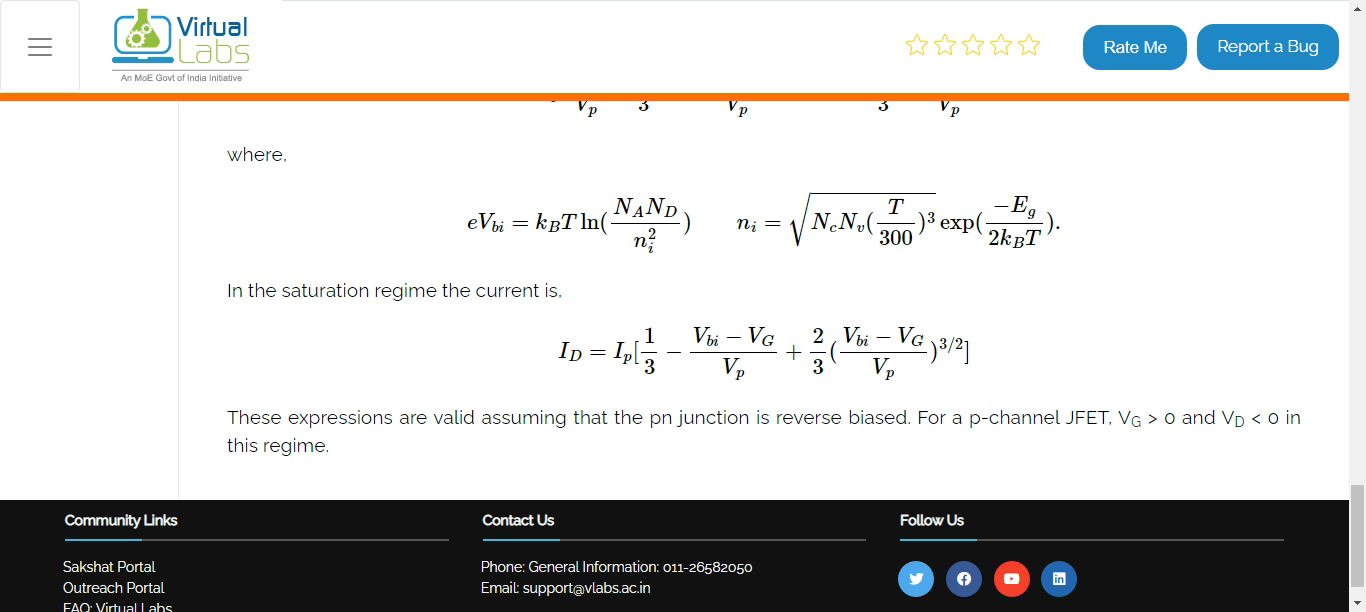 Virtual
Labs
An MoE Govt of India Initiative
Rate Me
Report a Bug
V_p 3 V_p 3 V_p
where,
eV_{bi} = k_BT ln(\frac{N_AN_D}{n_i^2}) n_i = \sqrt{N_cN_v(\frac{T}{300})^3} exp(\frac{-E_g}{2k_BT}).
In the saturation regime the current is,
I_D = I_p[\frac{1}{3} - \frac{V_{bi} - V_G}{V_p} + \frac{2}{3}(\frac{V_{bi} - V_G}{V_p})^{3/2}]
These expressions are valid assuming that the pn junction is reverse biased. For a p-channel JFET, V_G > 0 and V_D < 0 in
this regime.
Community Links
Sakshat Portal
Outreach Portal
FAQ: Virtual Labs
Contact Us
Phone: General Information: 011-26582050
Email: support@vlabs.ac.in
Follow Us